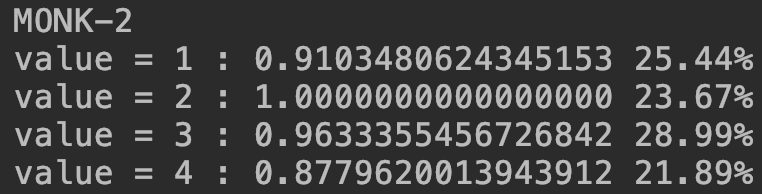 MONK-2
value = 1 : 0.9103480624345153 25.44%
value = 2 : 1.0000000000000000 23.67%
value = 3 : 0.9633355456726842 28.99%
value = 4 : 0.8779620013943912 21.89%